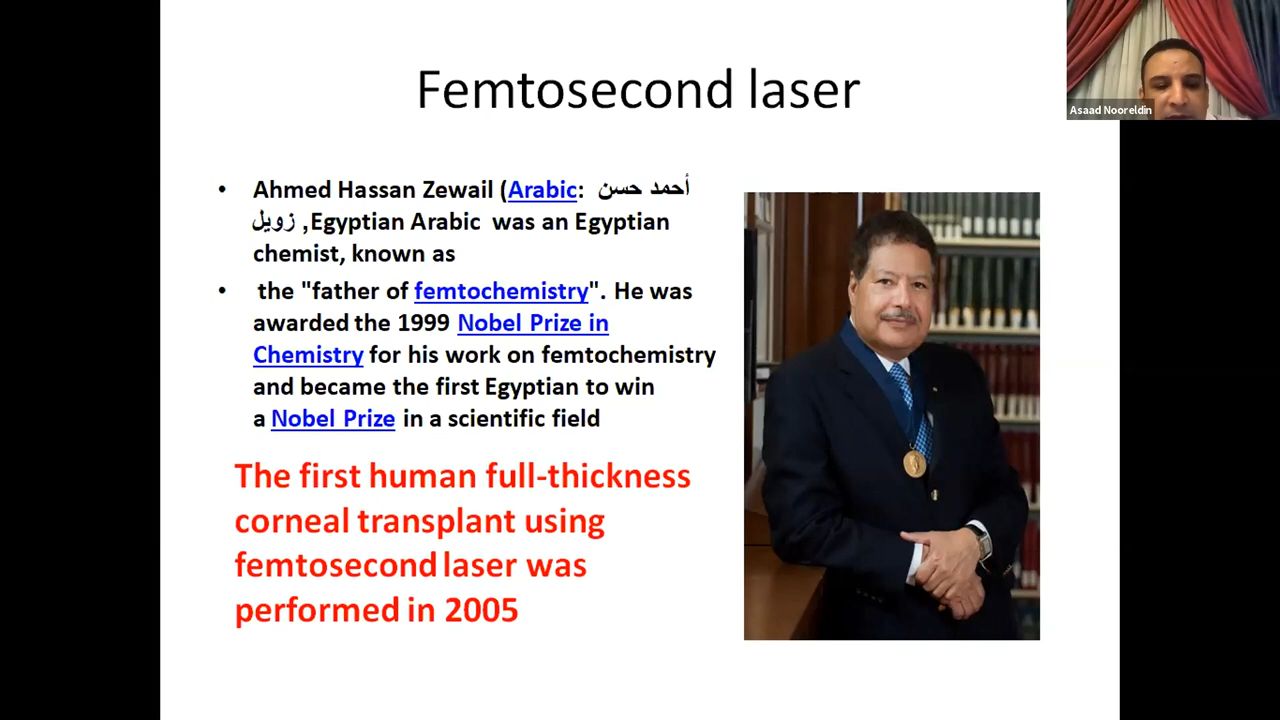 Femtosecond laser
Asaad Nooreldin
• Ahmed Hassan Zewail (Arabic: أحمد حسن
زويل ,Egyptian Arabic was an Egyptian
chemist, known as
• the "father of femtochemistry". He was
awarded the 1999 Nobel Prize in
Chemistry for his work on femtochemistry
and became the first Egyptian to win
a Nobel Prize in a scientific field
The first human full-thickness
corneal transplant using
femtosecond laser was
performed in 2005